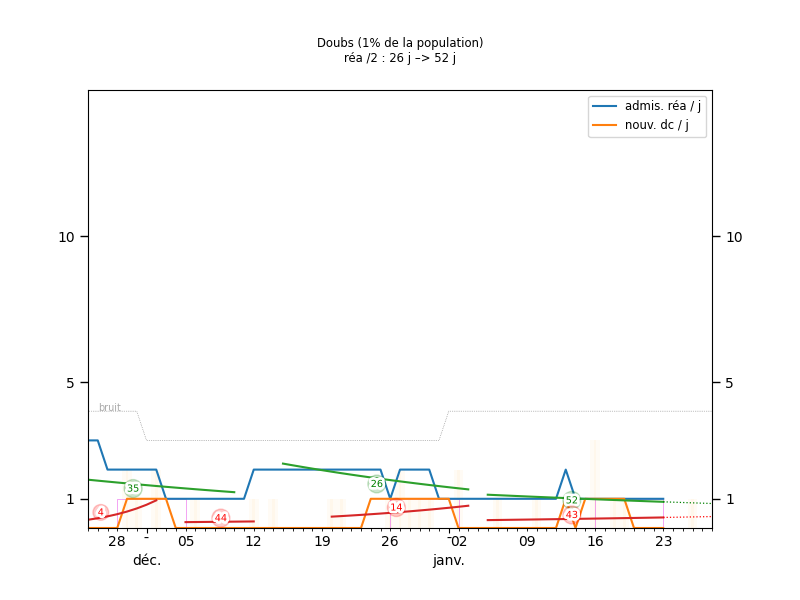 Doubs (1% de la population)
réa /2 : 26 j –> 52 j
admis. réa / j
nouv. dc / j
10 10
5 5
bruit
35 26
4 14 52
44 43
1 1
28 - 05 12 19 26 - 02 09 16 23
déc. janv.